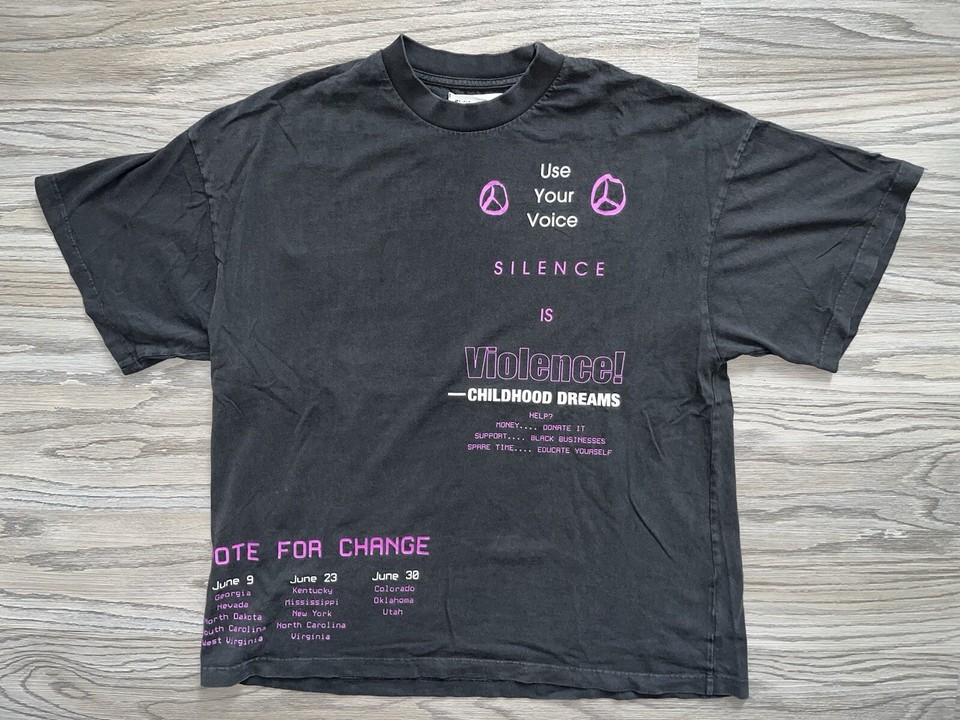 Use
Your
Voice
SILENCE
IS
Violence!
—CHILDHOOD DREAMS
HELP?
MONEY.... DONATE IT
SUPPORT.... BLACK BUSINESSES
SPARE TIME.... EDUCATE YOURSELF
OTE FOR CHANGE
June 9 June 23 June 30
Georgia Kentucky Colorado
Nevada Mississippi Oklahoma
North Dakota New York Utah
outh Carolina North Carolina
West Virginia Virginia